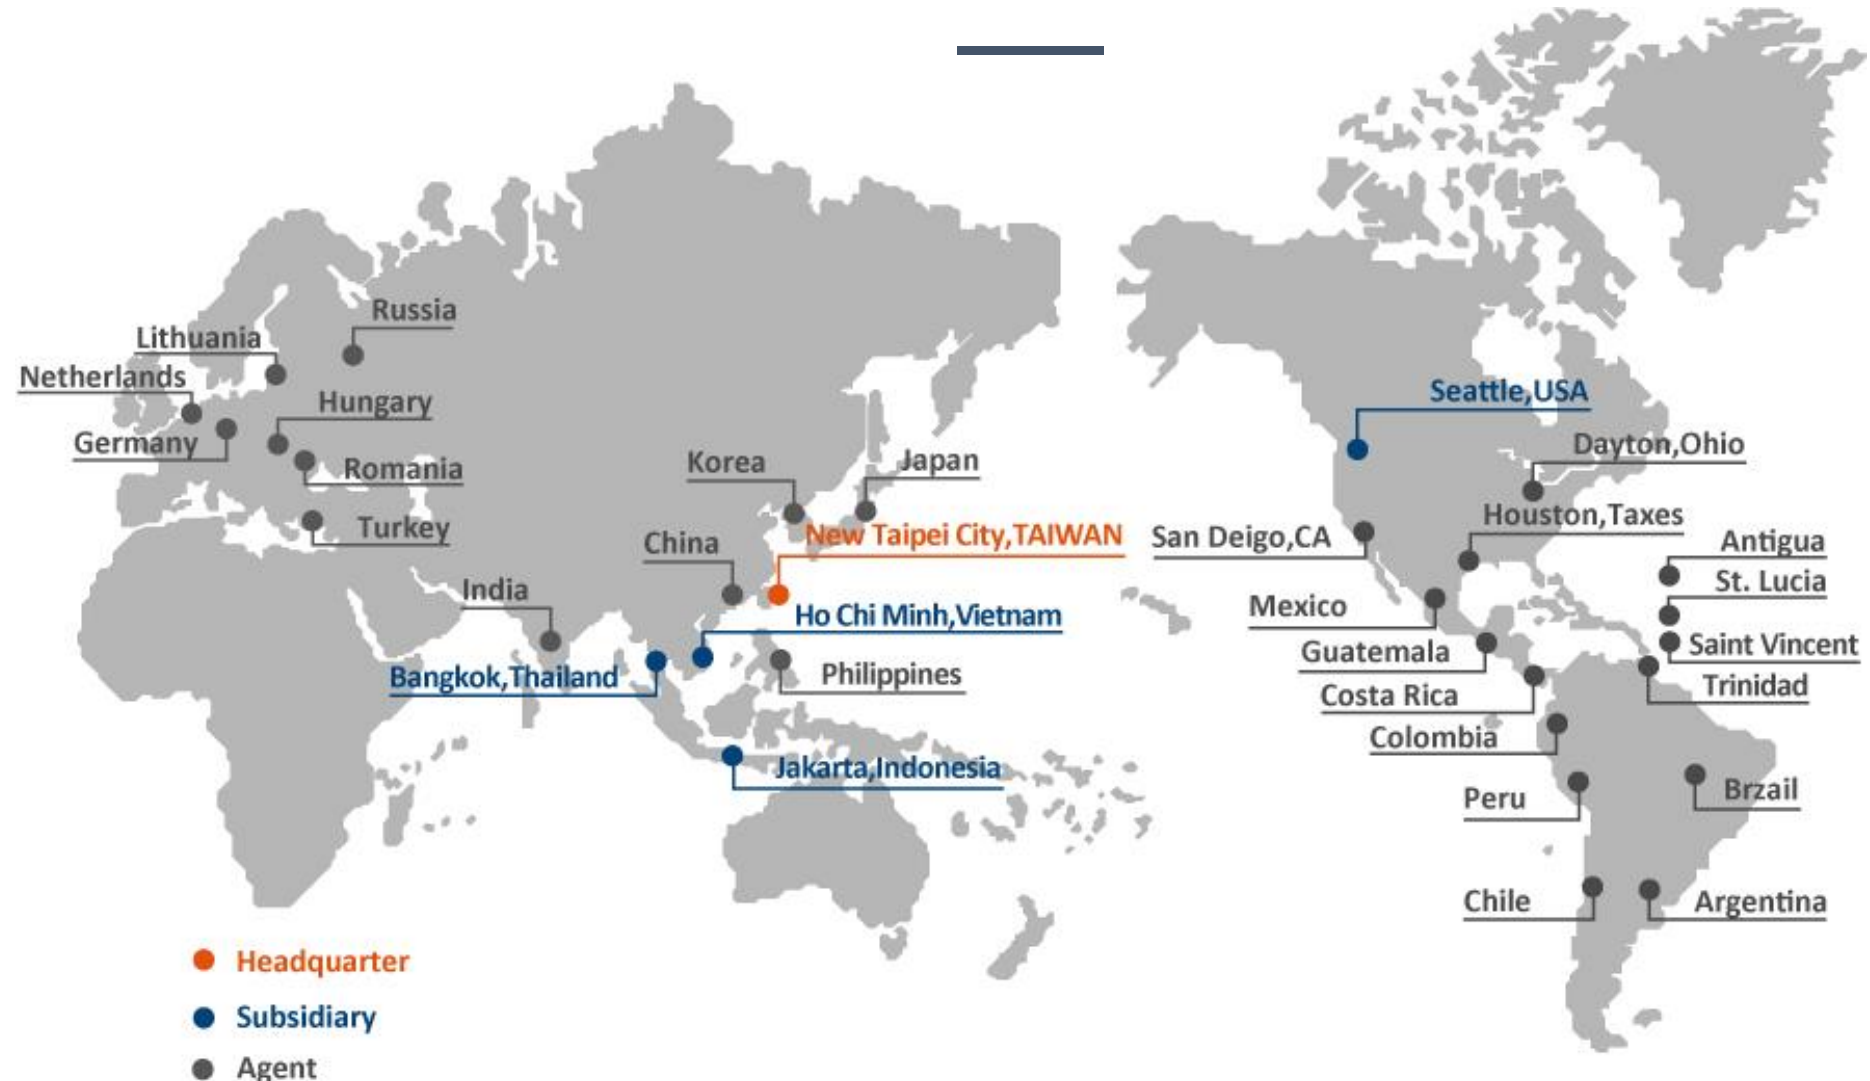 Russia
Lithuania
Netherlands
Hungary
Germany
Romania
Turkey
Korea
Japan
New Taipei City,TAIWAN
China
India
Ho Chi Minh,Vietnam
Bangkok,Thailand
Philippines
Jakarta,Indonesia
Seattle,USA
Dayton,Ohio
Houston,Taxes
San Deigo,CA
Antigua
St. Lucia
Mexico
Saint Vincent
Guatemala
Trinidad
Costa Rica
Colombia
Peru
Brzail
Chile
Argentina
Headquarter
Subsidiary
Agent